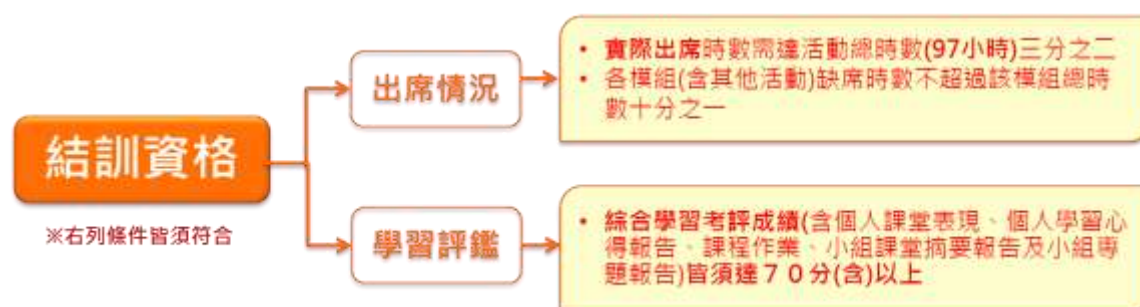 結訓資格
※右列條件皆須符合
出席情況
• 實際出席時數需達活動總時數(97小時)三分之二
• 各模組(含其他活動)缺席時數不超過該模組總時
數十分之一
學習評鑑
• 綜合學習考評成績(含個人課堂表現、個人學習心
得報告、課程作業、小組課堂摘要報告及小組專
題報告)皆須達70分(含)以上